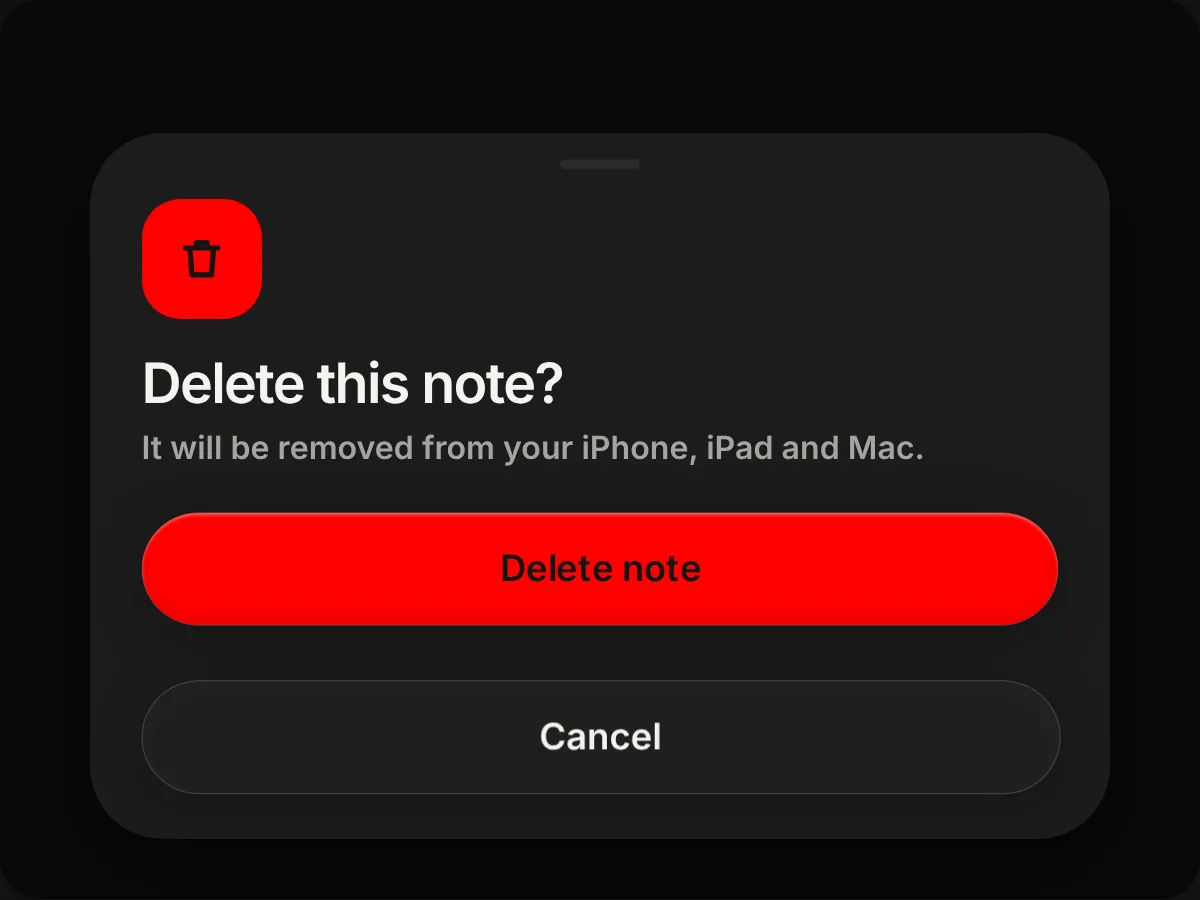 Delete this note?
It will be removed from your iPhone, iPad and Mac.
Delete note
Cancel